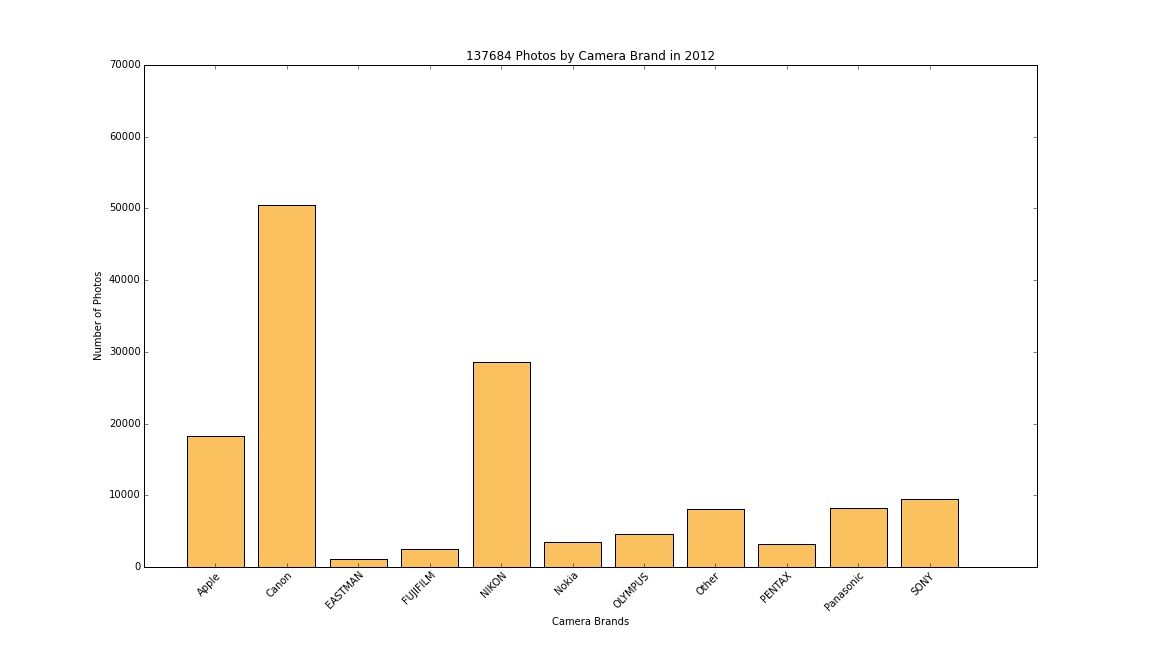 137684 Photos by Camera Brand in 2012
70000
60000
50000
40000
30000
20000
10000
0
Number of Photos
Apple
Canon
EASTMAN
FUJIFILM
NIKON
Nokia
OLYMPUS
Other
PENTAX
Panasonic
SONY
Camera Brands